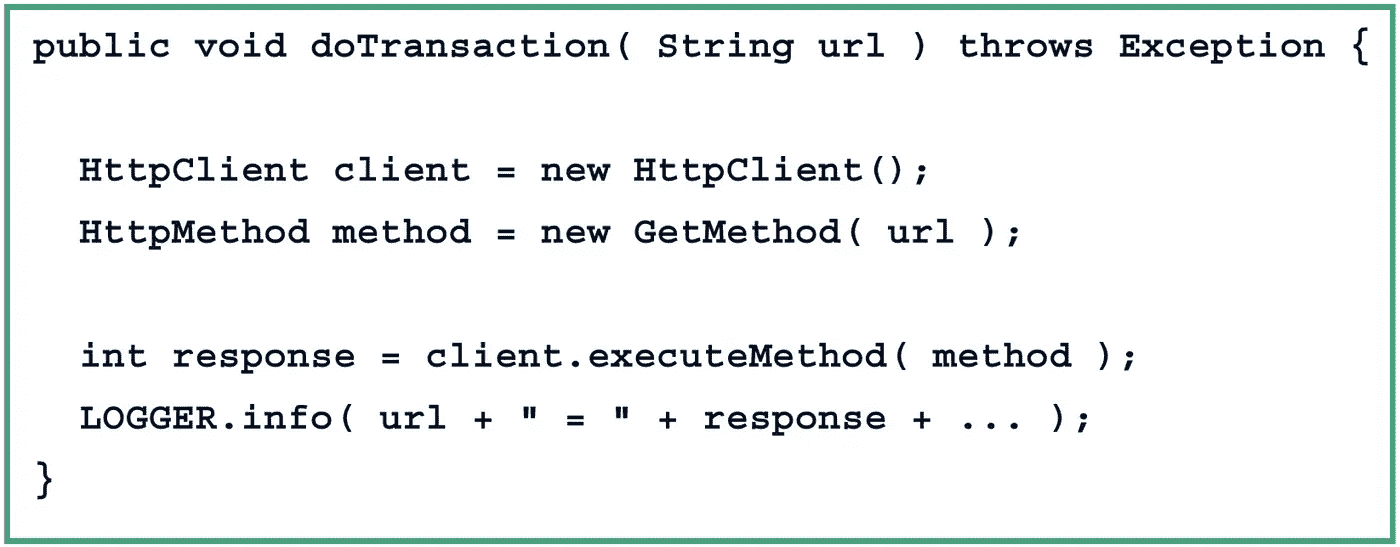 public void doTransaction( String url ) throws Exception {
HttpClient client = new HttpClient();
HttpMethod method = new GetMethod( url );
int response = client.executeMethod( method );
LOGGER.info( url + " = " + response + ... );
}